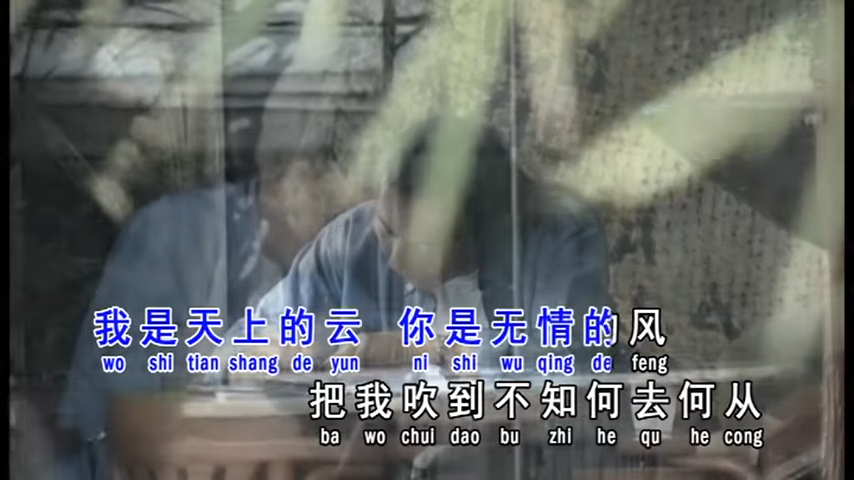 我是天上的云 你是无情的风
wo shi tian shang de yun ni shi wu qing de feng
把我吹到不知何去何从
ba wo chui dao bu zhi he qu he cong